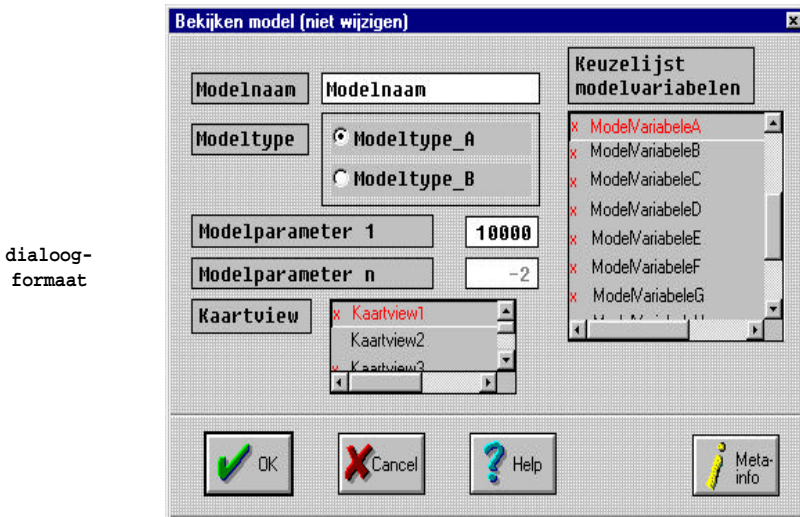 Bekijken model (niet wijzigen)
Modelnaam
Modelnaam
Keuzelijst
modelvariabelen
Modeltype
Modeltype_A
Modeltype_B
x ModelVariabeleA
x ModelVariabeleB
x ModelVariabeleC
x ModelVariabeleD
x ModelVariabeleE
x ModelVariabeleF
x ModelVariabeleG
Modelparameter 1
10000
Modelparameter n
-2
Kaartview
x Kaartview1
Kaartview2
x Kaartview3
dialoog-
formaat
OK
Cancel
Help
Meta-
info